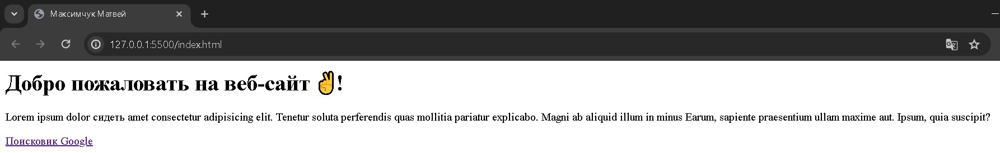 Максимчук Матвей
127.0.0.1:5500/index.html
Добро пожаловать на веб-сайт ✌!
Lorem ipsum dolor сидеть amet consectetur adipisicing elit. Tenetur soluta perferendis quas mollitia pariatur explicabo. Magni ab aliquid illum in minus Earum, sapiente praesentium ullam maxime aut. Ipsum, quia suscipit?
Поисковик Google